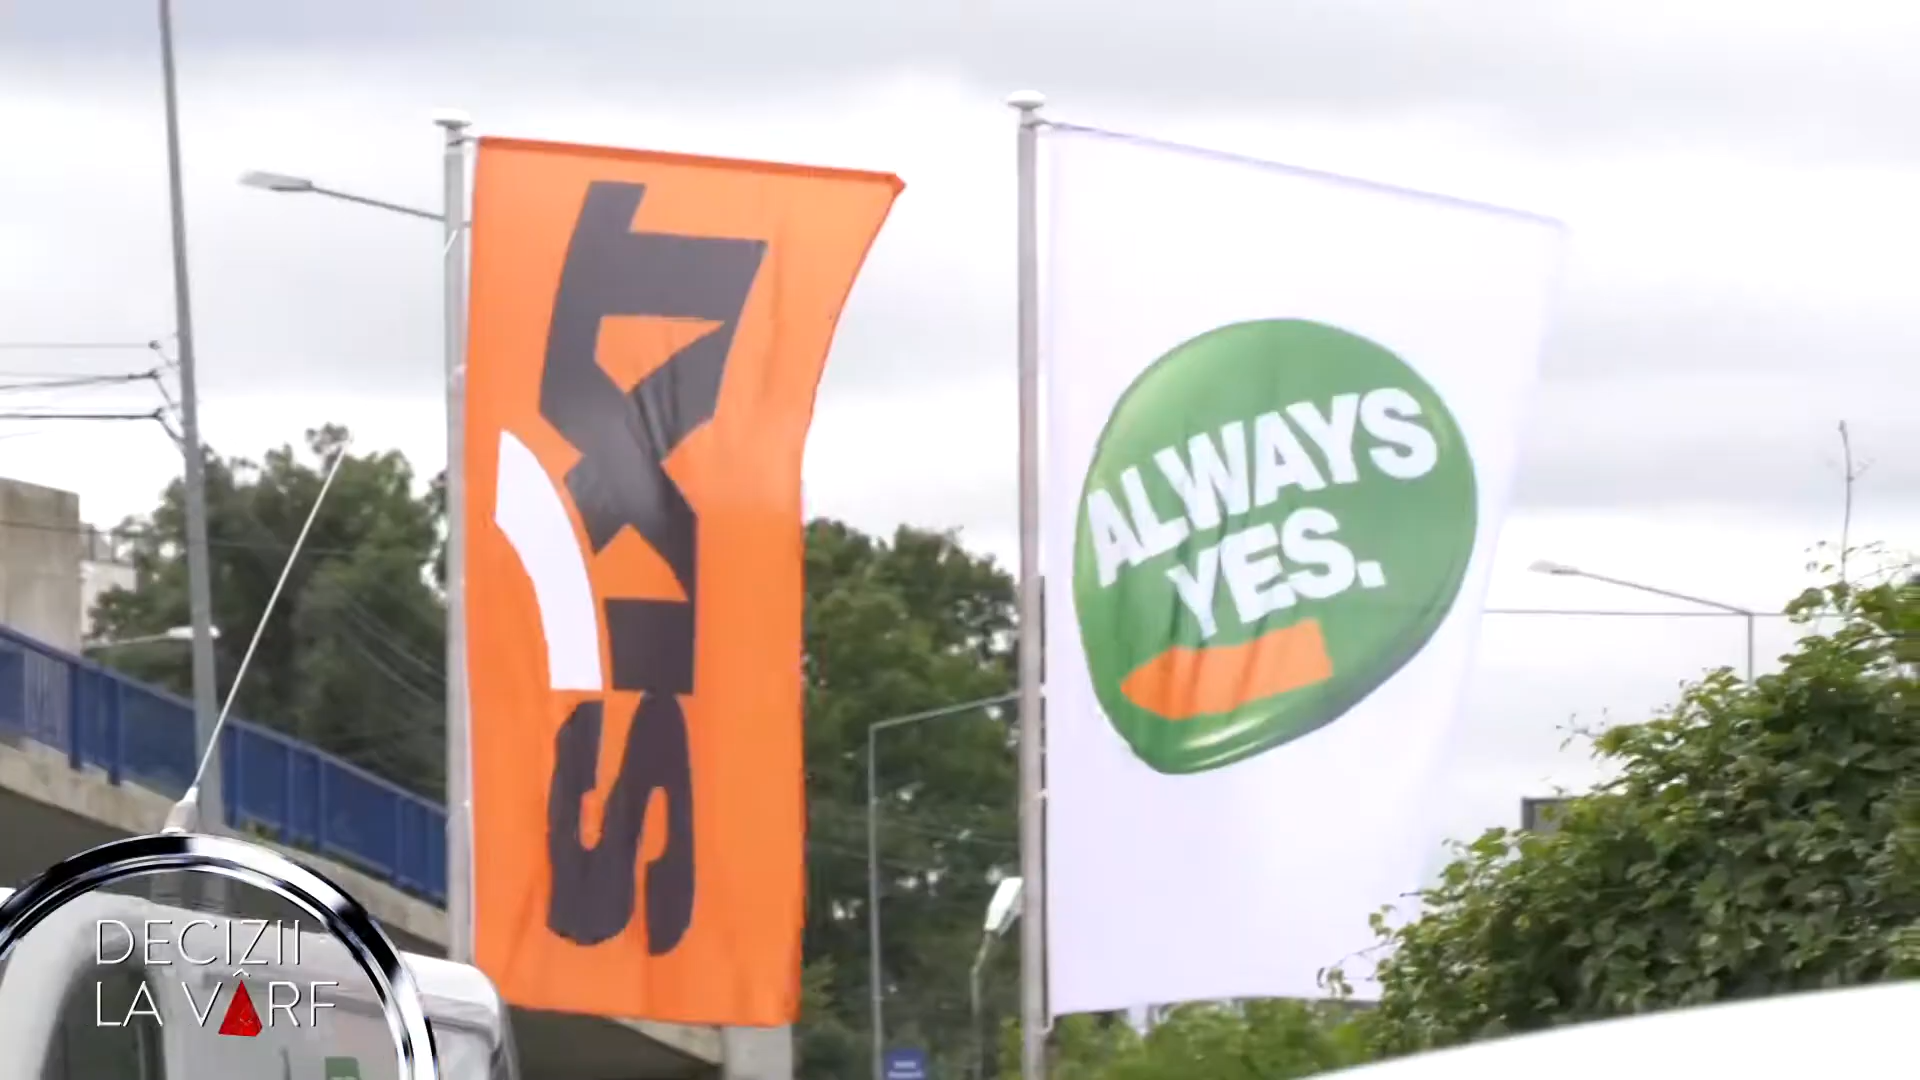 SIXT
ALWAYS
YES.
DECIZII
LA VÂRF